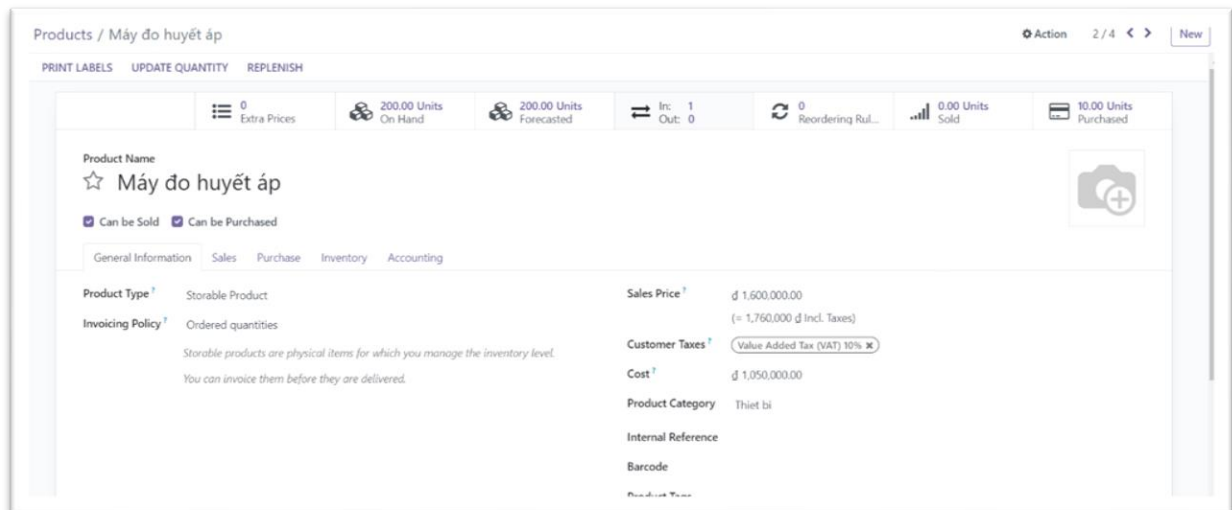 Products / Máy đo huyết áp
Action 2 / 4 New
PRINT LABELS UPDATE QUANTITY REPLENISH
0
Extra Prices
200.00 Units
On Hand
200.00 Units
Forecasted
In: 1
Out: 0
0
Reordering Rul...
0.00 Units
Sold
10.00 Units
Purchased
Product Name
Máy đo huyết áp
Can be Sold Can be Purchased
General Information Sales Purchase Inventory Accounting
Product Type ? Storable Product
Invoicing Policy ? Ordered quantities
Storable products are physical items for which you manage the inventory level.
You can invoice them before they are delivered.
Sales Price ? ₫ 1,600,000.00
(= 1,760,000 ₫ Incl. Taxes)
Customer Taxes ? Value Added Tax (VAT) 10% ×
Cost ? ₫ 1,050,000.00
Product Category Thiet bi
Internal Reference
Barcode
Product Tags